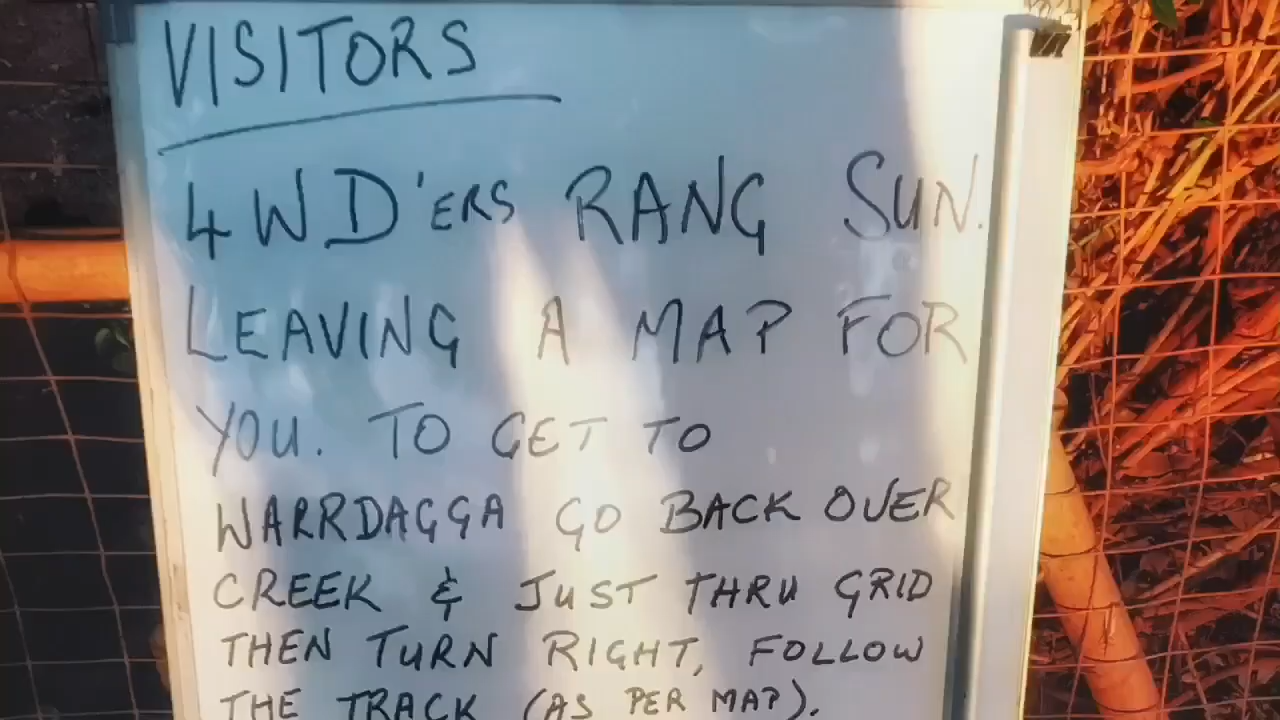 VISITORS
4WD'ERS RANG SUN.
LEAVING A MAP FOR
YOU. TO GET TO
WARRDAGGA GO BACK OVER
CREEK & JUST THRU GRID
THEN TURN RIGHT, FOLLOW
THE TRACK (AS PER MAP).